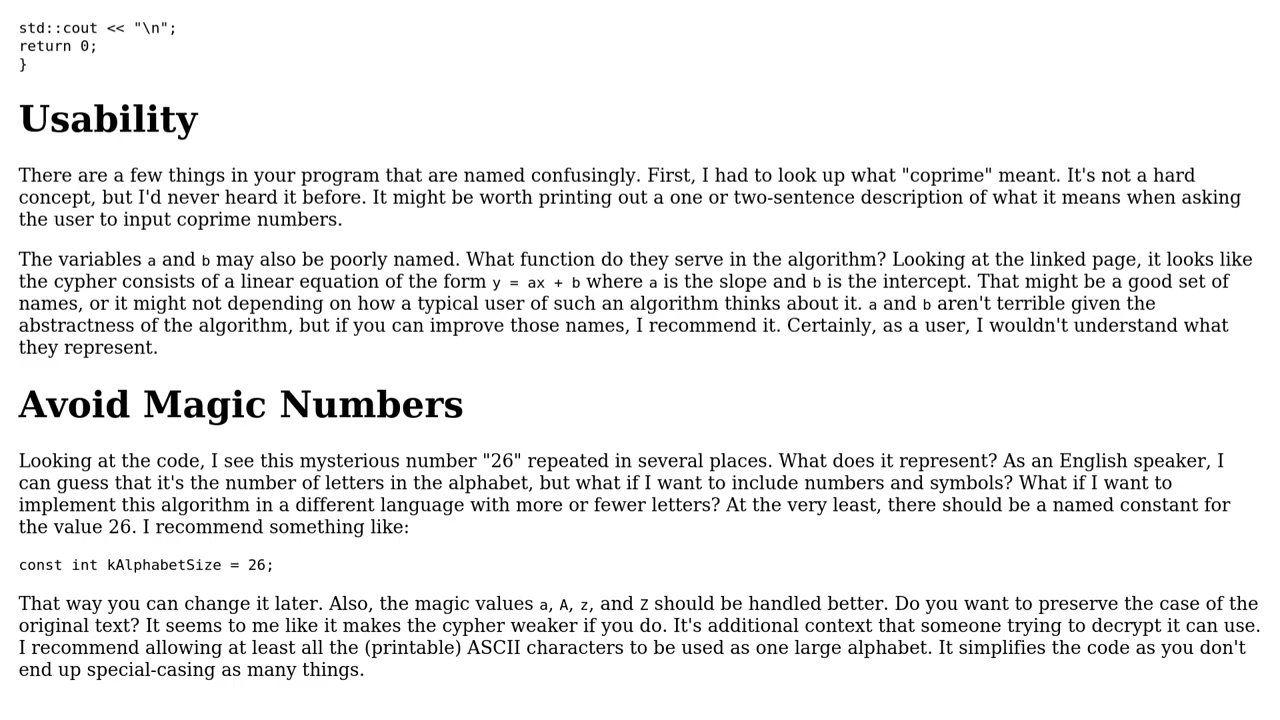 std::cout << "\n";
return 0;
}
Usability
There are a few things in your program that are named confusingly. First, I had to look up what "coprime" meant. It's not a hard
concept, but I'd never heard it before. It might be worth printing out a one or two-sentence description of what it means when asking
the user to input coprime numbers.
The variables a and b may also be poorly named. What function do they serve in the algorithm? Looking at the linked page, it looks like
the cypher consists of a linear equation of the form y = ax + b where a is the slope and b is the intercept. That might be a good set of
names, or it might not depending on how a typical user of such an algorithm thinks about it. a and b aren't terrible given the
abstractness of the algorithm, but if you can improve those names, I recommend it. Certainly, as a user, I wouldn't understand what
they represent.
Avoid Magic Numbers
Looking at the code, I see this mysterious number "26" repeated in several places. What does it represent? As an English speaker, I
can guess that it's the number of letters in the alphabet, but what if I want to include numbers and symbols? What if I want to
implement this algorithm in a different language with more or fewer letters? At the very least, there should be a named constant for
the value 26. I recommend something like:
const int kAlphabetSize = 26;
That way you can change it later. Also, the magic values a, A, z, and Z should be handled better. Do you want to preserve the case of the
original text? It seems to me like it makes the cypher weaker if you do. It's additional context that someone trying to decrypt it can use.
I recommend allowing at least all the (printable) ASCII characters to be used as one large alphabet. It simplifies the code as you don't
end up special-casing as many things.